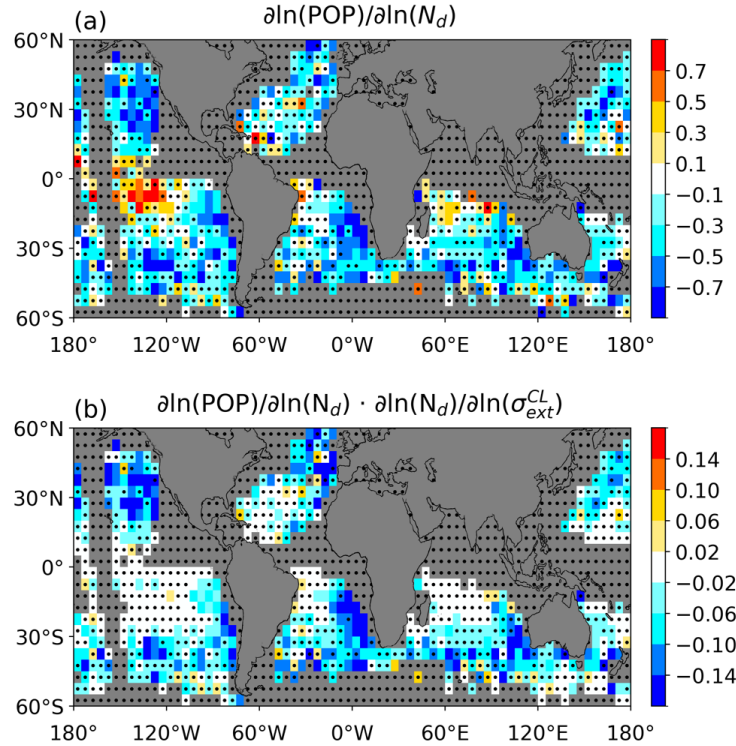 (a) ∂ln(POP)/∂ln(N_d)
60°N
30°N
0°
30°S
60°S
180° 120°W 60°W 0°W 60°E 120°E 180°
0.7
0.5
0.3
0.1
−0.1
−0.3
−0.5
−0.7
(b) ∂ln(POP)/∂ln(N_d) · ∂ln(N_d)/∂ln(σ_ext^CL)
60°N
30°N
0°
30°S
60°S
180° 120°W 60°W 0°W 60°E 120°E 180°
0.14
0.10
0.06
0.02
−0.02
−0.06
−0.10
−0.14